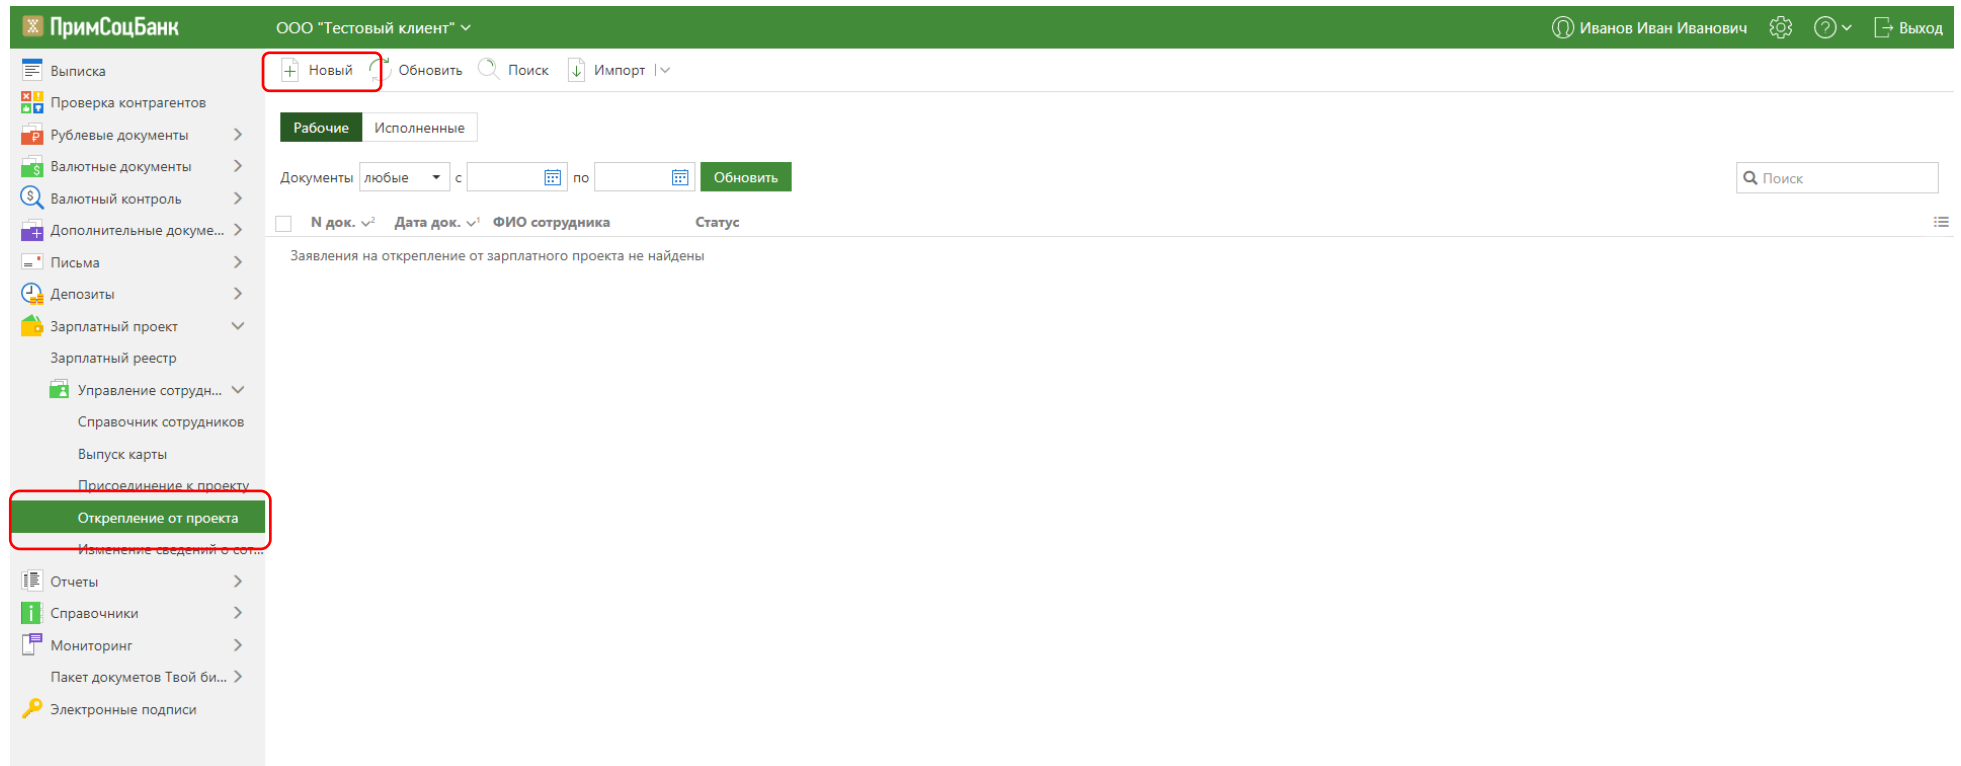 ПримСоцБанк ООО "Тестовый клиент" Иванов Иван Иванович Выход
Новый Обновить Поиск Импорт
Рабочие Исполненные
Документы любые с по Обновить Поиск
N док. 2 Дата док. 1 ФИО сотрудника Статус
Заявления на открепление от зарплатного проекта не найдены
Выписка
Проверка контрагентов
Рублевые документы
Валютные документы
Валютный контроль
Дополнительные докуме...
Письма
Депозиты
Зарплатный проект
Зарплатный реестр
Управление сотрудн...
Справочник сотрудников
Выпуск карты
Присоединение к проекту
Открепление от проекта
Изменение сведений о сот...
Отчеты
Справочники
Мониторинг
Пакет докуметов Твой би...
Электронные подписи